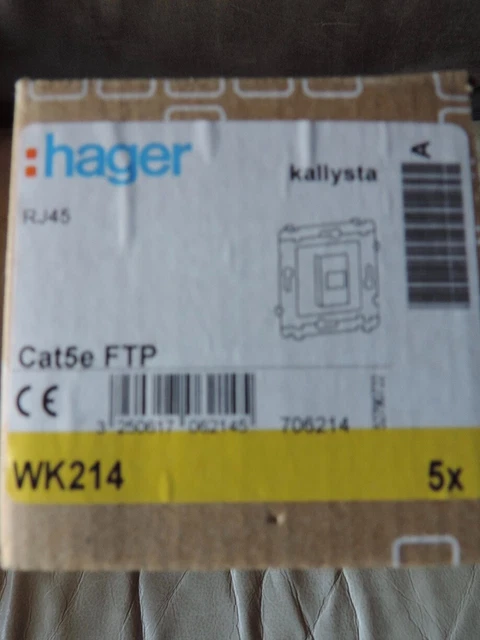 :hager
kallysta
A
RJ45
Cat5e FTP
CE
3 250617 062145
706214
WK214
5x